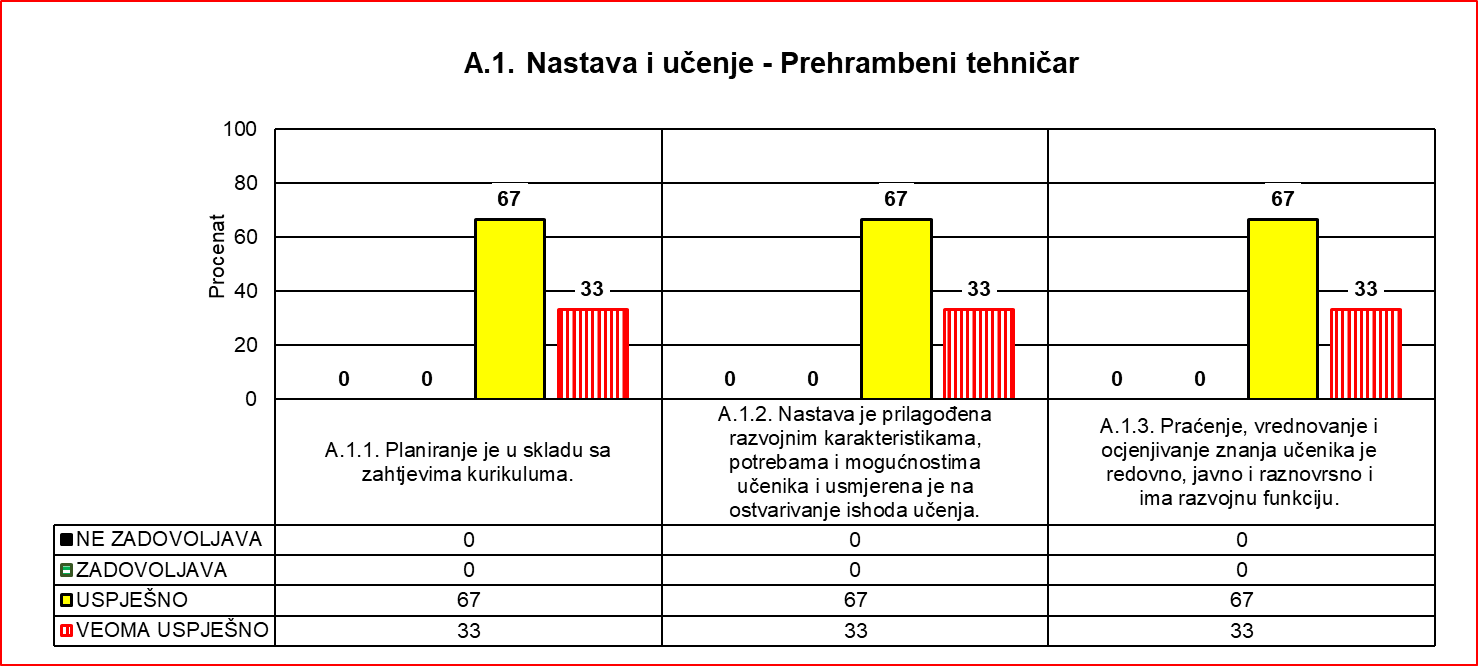 A.1. Nastava i učenje - Prehrambeni tehničar
Procenat
100
80
60
40
20
0
0 0 67 33
0 0 67 33
0 0 67 33
A.1.1. Planiranje je u skladu sa
zahtjevima kurikuluma.
A.1.2. Nastava je prilagođena
razvojnim karakteristikama,
potrebama i mogućnostima
učenika i usmjerena je na
ostvarivanje ishoda učenja.
A.1.3. Praćenje, vrednovanje i
ocjenjivanje znanja učenika je
redovno, javno i raznovrsno i
ima razvojnu funkciju.
NE ZADOVOLJAVA 0 0 0
ZADOVOLJAVA 0 0 0
USPJEŠNO 67 67 67
VEOMA USPJEŠNO 33 33 33